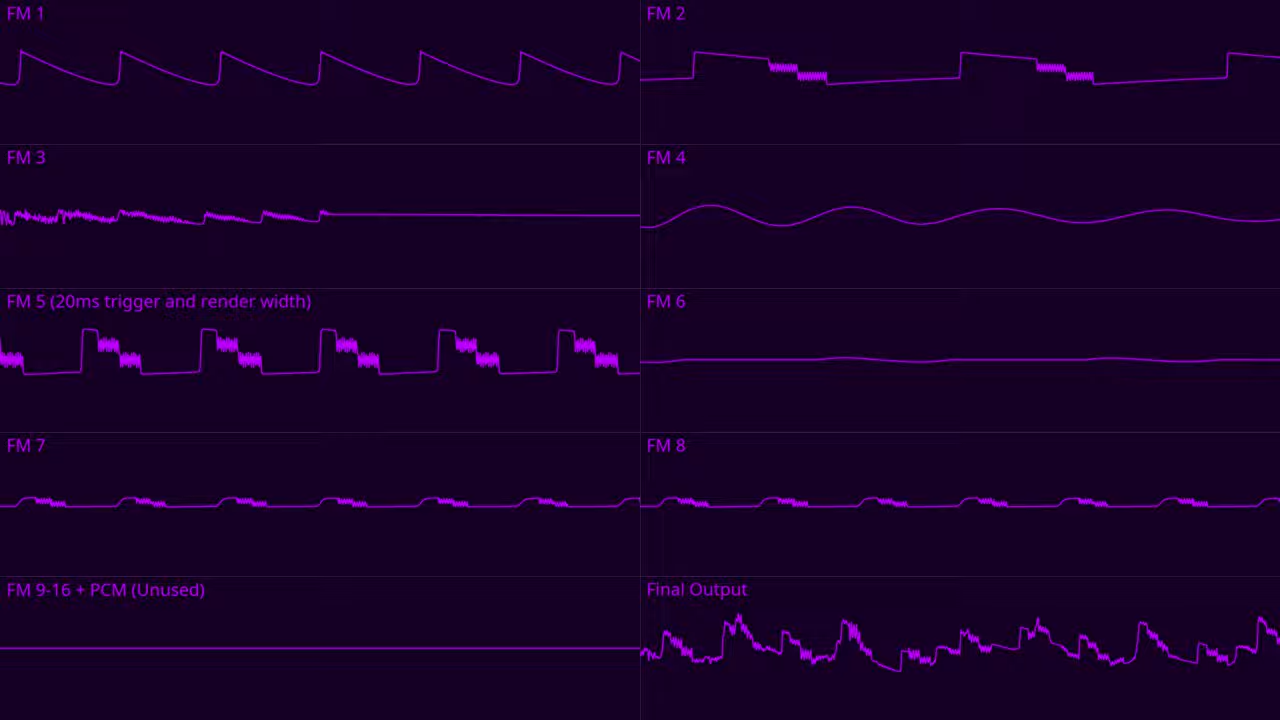 FM 1
FM 2
FM 3
FM 4
FM 5 (20ms trigger and render width)
FM 6
FM 7
FM 8
FM 9-16 + PCM (Unused)
Final Output